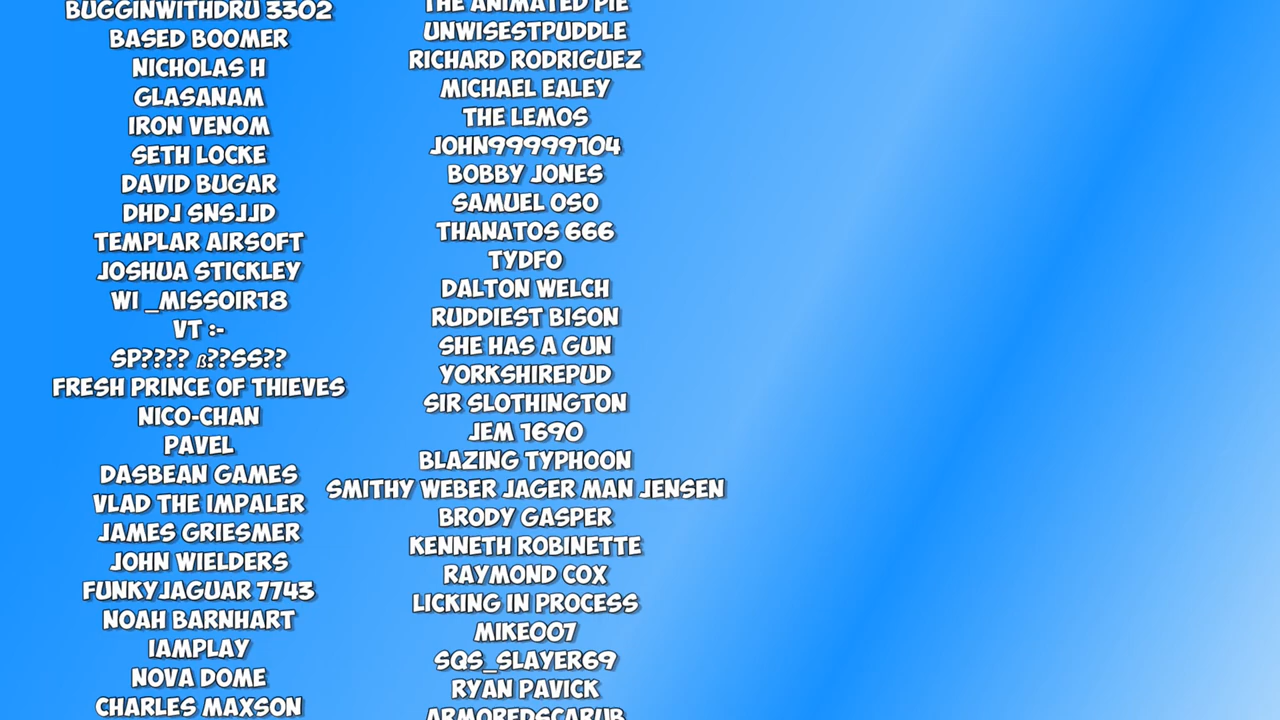 BUGGINWITHDRU 3302
BASED BOOMER
NICHOLAS H
GLASANAM
IRON VENOM
SETH LOCKE
DAVID BUGAR
DHDJ SNSJJD
TEMPLAR AIRSOFT
JOSHUA STICKLEY
WI _MISSOIR18
VT :-
SP???? ß??SS??
FRESH PRINCE OF THIEVES
NICO-CHAN
PAVEL
DASBEAN GAMES
VLAD THE IMPALER
JAMES GRIESMER
JOHN WIELDERS
FUNKYJAGUAR 7743
NOAH BARNHART
IAMPLAY
NOVA DOME
CHARLES MAXSON
THE ANIMATED PIE
UNWISESTPUDDLE
RICHARD RODRIGUEZ
MICHAEL EALEY
THE LEMOS
JOHN99999104
BOBBY JONES
SAMUEL OSO
THANATOS 666
TYDFO
DALTON WELCH
RUDDIEST BISON
SHE HAS A GUN
YORKSHIREPUD
SIR SLOTHINGTON
JEM 1690
BLAZING TYPHOON
SMITHY WEBER JAGER MAN JENSEN
BRODY GASPER
KENNETH ROBINETTE
RAYMOND COX
LICKING IN PROCESS
MIKE007
SQS_SLAYER69
RYAN PAVICK
ARMOREDSCARUB